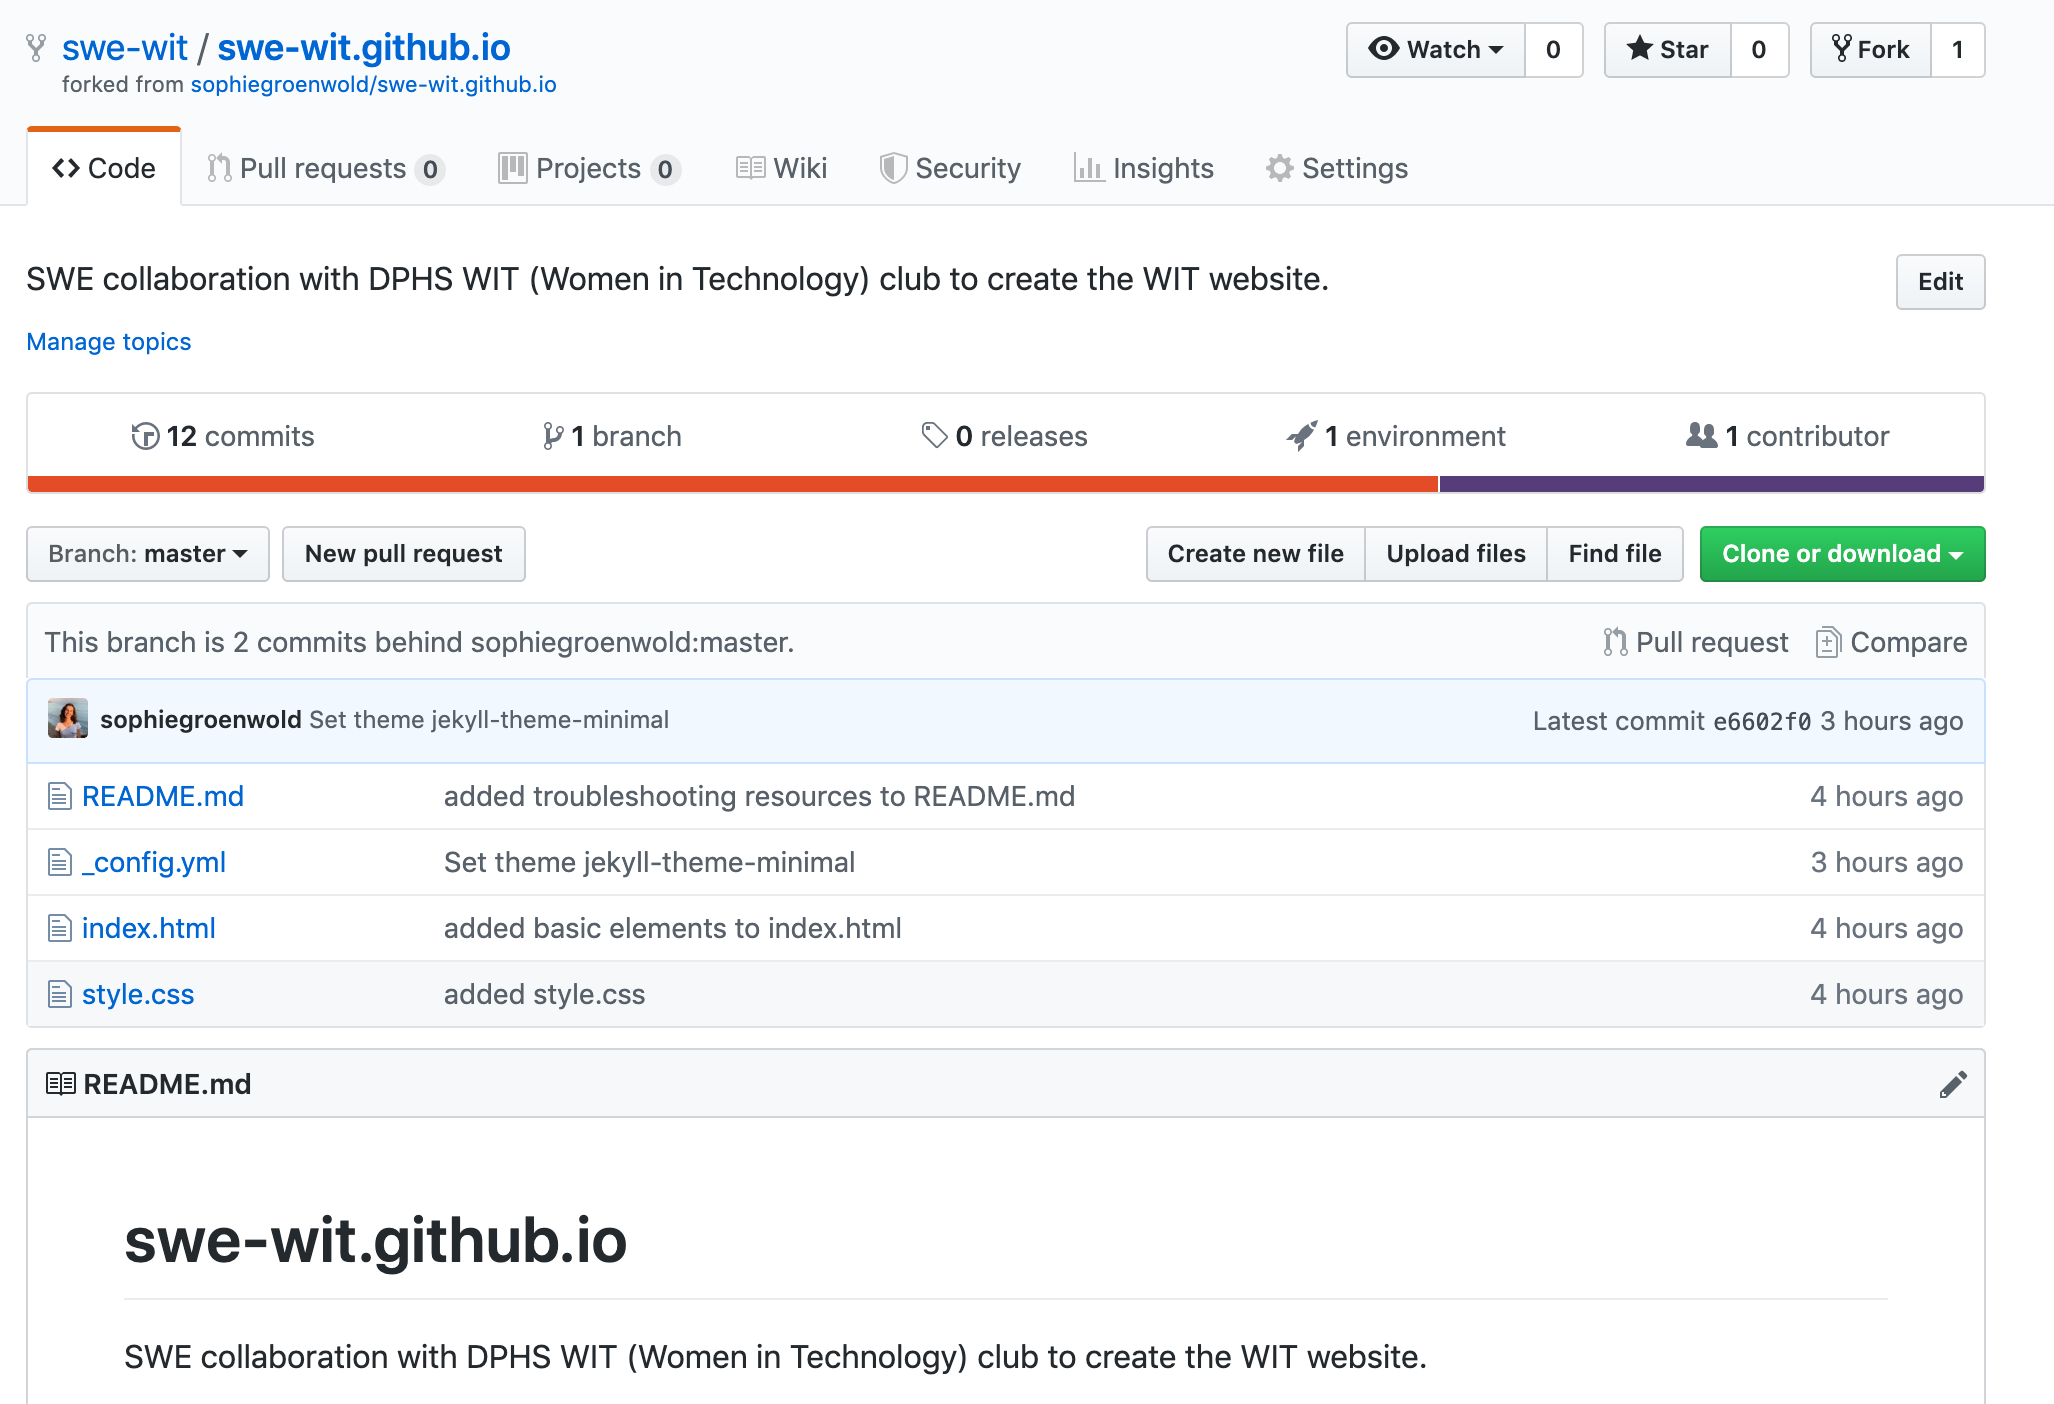 swe-wit / swe-wit.github.io
Watch 0 Star 0 Fork 1
forked from sophiegroenwold/swe-wit.github.io
Code Pull requests 0 Projects 0 Wiki Security Insights Settings
SWE collaboration with DPHS WIT (Women in Technology) club to create the WIT website.
Edit
Manage topics
12 commits 1 branch 0 releases 1 environment 1 contributor
Branch: master New pull request Create new file Upload files Find file Clone or download
This branch is 2 commits behind sophiegroenwold:master. Pull request Compare
sophiegroenwold Set theme jekyll-theme-minimal Latest commit e6602f0 3 hours ago
README.md added troubleshooting resources to README.md 4 hours ago
_config.yml Set theme jekyll-theme-minimal 3 hours ago
index.html added basic elements to index.html 4 hours ago
style.css added style.css 4 hours ago
README.md
swe-wit.github.io
SWE collaboration with DPHS WIT (Women in Technology) club to create the WIT website.